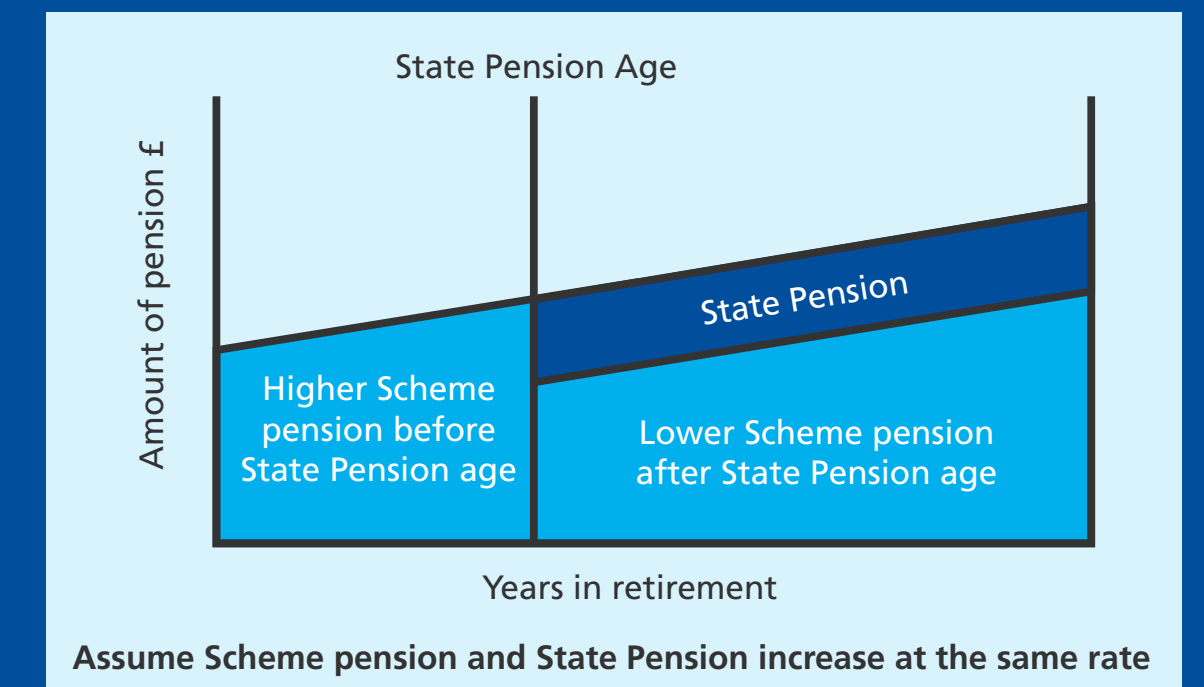 State Pension Age
Amount of pension £
State Pension
Higher Scheme
pension before
State Pension age
Lower Scheme pension
after State Pension age
Years in retirement
Assume Scheme pension and State Pension increase at the same rate